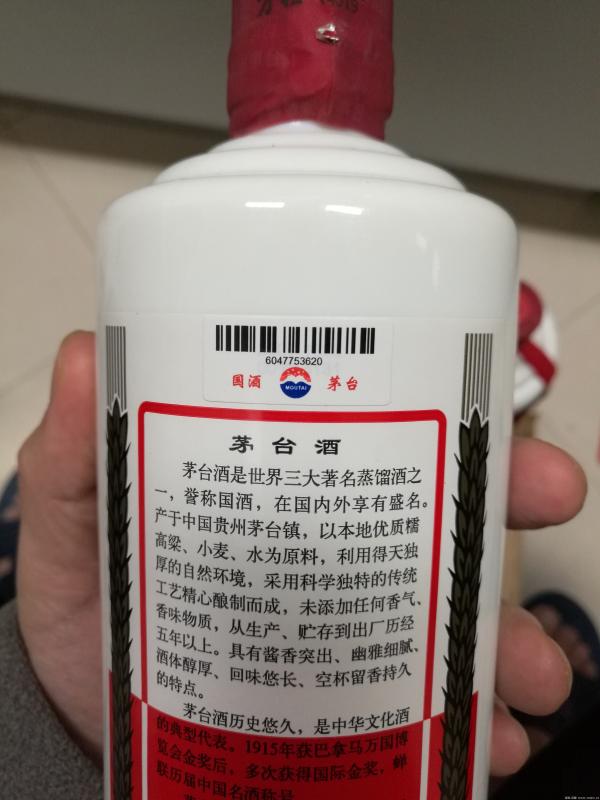 6047753620
国酒 MOUTAI 茅台
茅台酒
茅台酒是世界三大著名蒸馏酒之
一，誉称国酒，在国内外享有盛名。
产于中国贵州茅台镇，以本地优质糯
高粱、小麦、水为原料，利用得天独
厚的自然环境，采用科学独特的传统
工艺精心酿制而成，未添加任何香气、
香味物质，从生产、贮存到出厂历经
五年以上。具有酱香突出、幽雅细腻、
酒体醇厚、回味悠长、空杯留香持久
的特点。
茅台酒历史悠久，是中华文化酒
的典型代表。1915年获巴拿马万国博
览会金奖后，多次获得国际金奖，蝉
联历届中国名酒称号